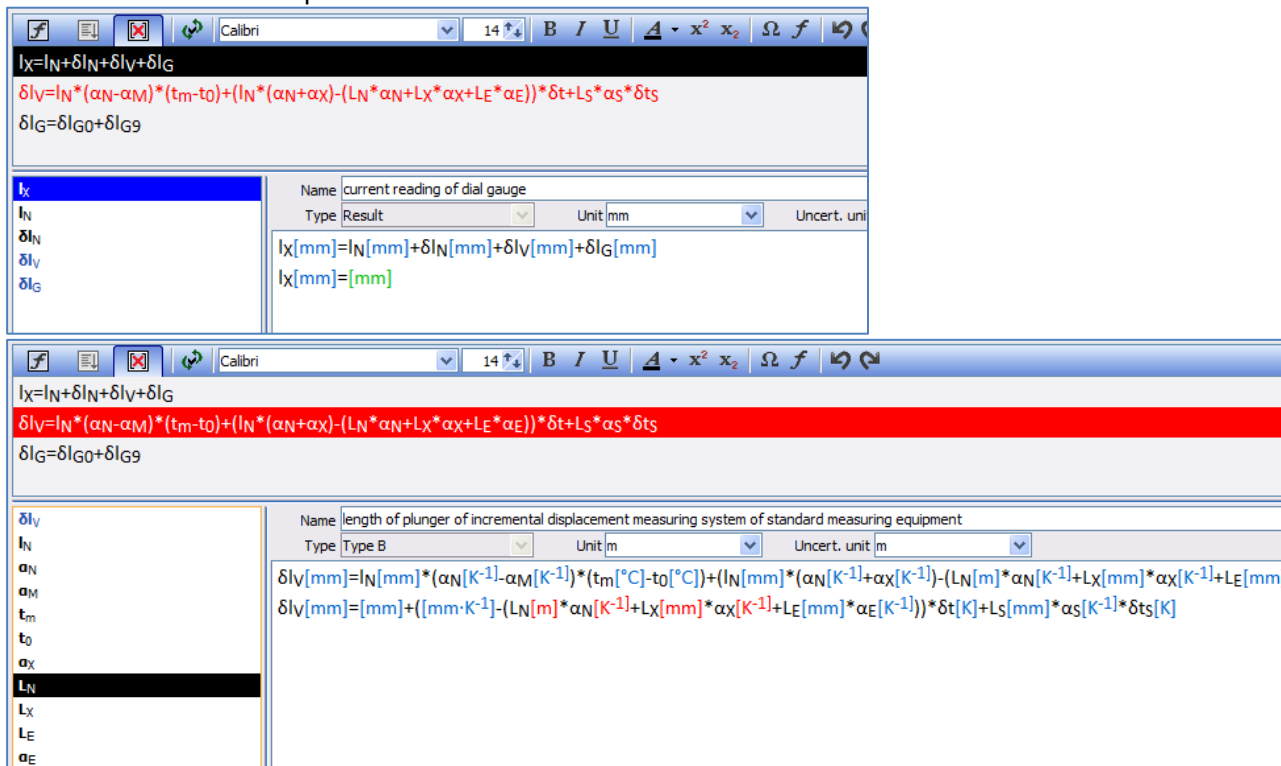 Calibri 14 B I U A x² x₂ Ω f
lX=lN+δlN+δlV+δlG
δlV=lN*(αN-αM)*(tm-t0)+(lN*(αN+αX)-(LN*αN+LX*αX+LE*αE))*δt+LS*αS*δtS
δlG=δlG0+δlG9
lX
lN
δlN
δlV
δlG
Name current reading of dial gauge
Type Result Unit mm Uncert. uni
lX[mm]=lN[mm]+δlN[mm]+δlV[mm]+δlG[mm]
lX[mm]=[mm]
Calibri 14 B I U A x² x₂ Ω f
lX=lN+δlN+δlV+δlG
δlV=lN*(αN-αM)*(tm-t0)+(lN*(αN+αX)-(LN*αN+LX*αX+LE*αE))*δt+LS*αS*δtS
δlG=δlG0+δlG9
δlV
lN
αN
αM
tm
t0
αX
LN
LX
LE
αE
Name length of plunger of incremental displacement measuring system of standard measuring equipment
Type Type B Unit m Uncert. unit m
δlV[mm]=lN[mm]*(αN[K⁻¹]-αM[K⁻¹])*(tm[°C]-t0[°C])+(lN[mm]*(αN[K⁻¹]+αX[K⁻¹])-(LN[m]*αN[K⁻¹]+LX[mm]*αX[K⁻¹]+LE[mm
δlV[mm]=[mm]+([mm·K⁻¹]-(LN[m]*αN[K⁻¹]+LX[mm]*αX[K⁻¹]+LE[mm]*αE[K⁻¹]))*δt[K]+LS[mm]*αS[K⁻¹]*δtS[K]